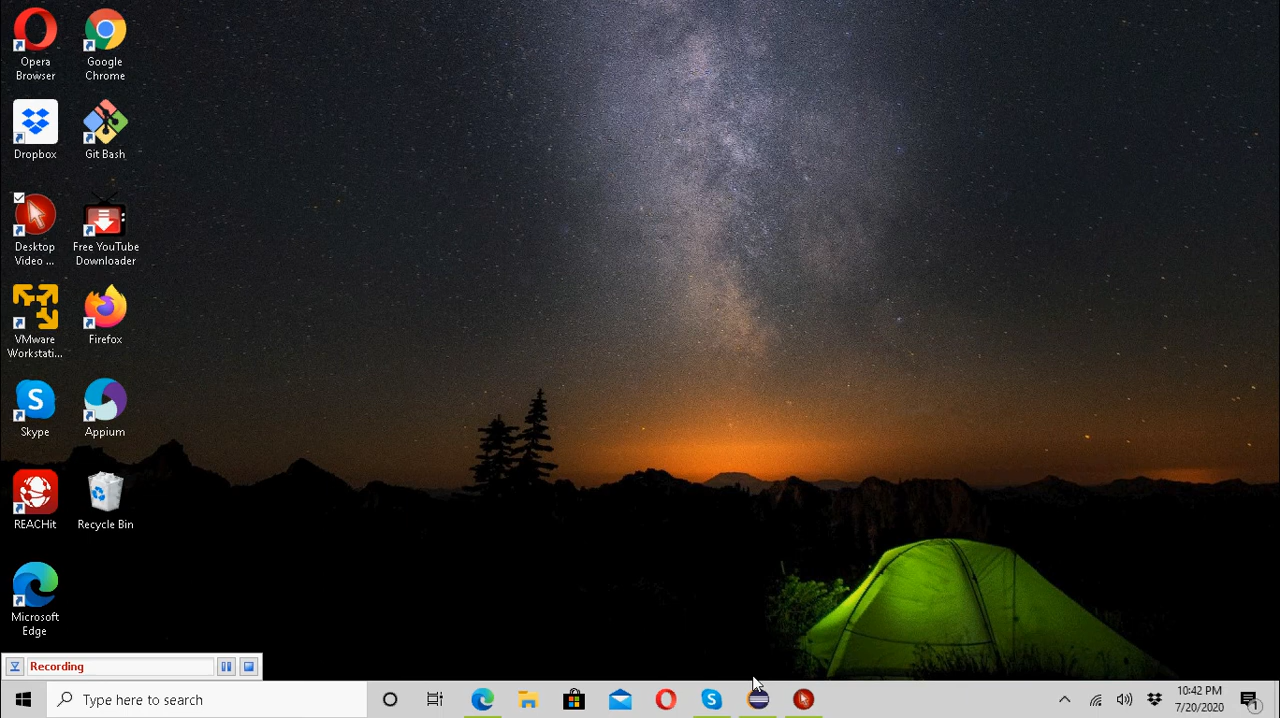 Opera
Browser
Google
Chrome
Dropbox
Git Bash
Desktop
Video ...
Free YouTube
Downloader
VMware
Workstati...
Firefox
S
Skype
Appium
REACHit
Recycle Bin
Microsoft
Edge
Recording
Type here to search
S
10:42 PM
7/20/2020
1